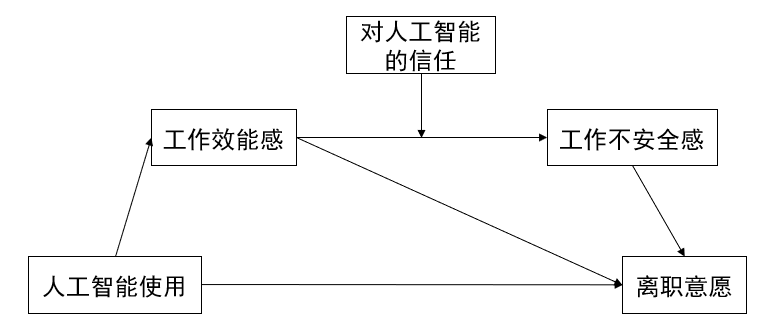 对人工智能
的信任
工作效能感
工作不安全感
人工智能使用
离职意愿